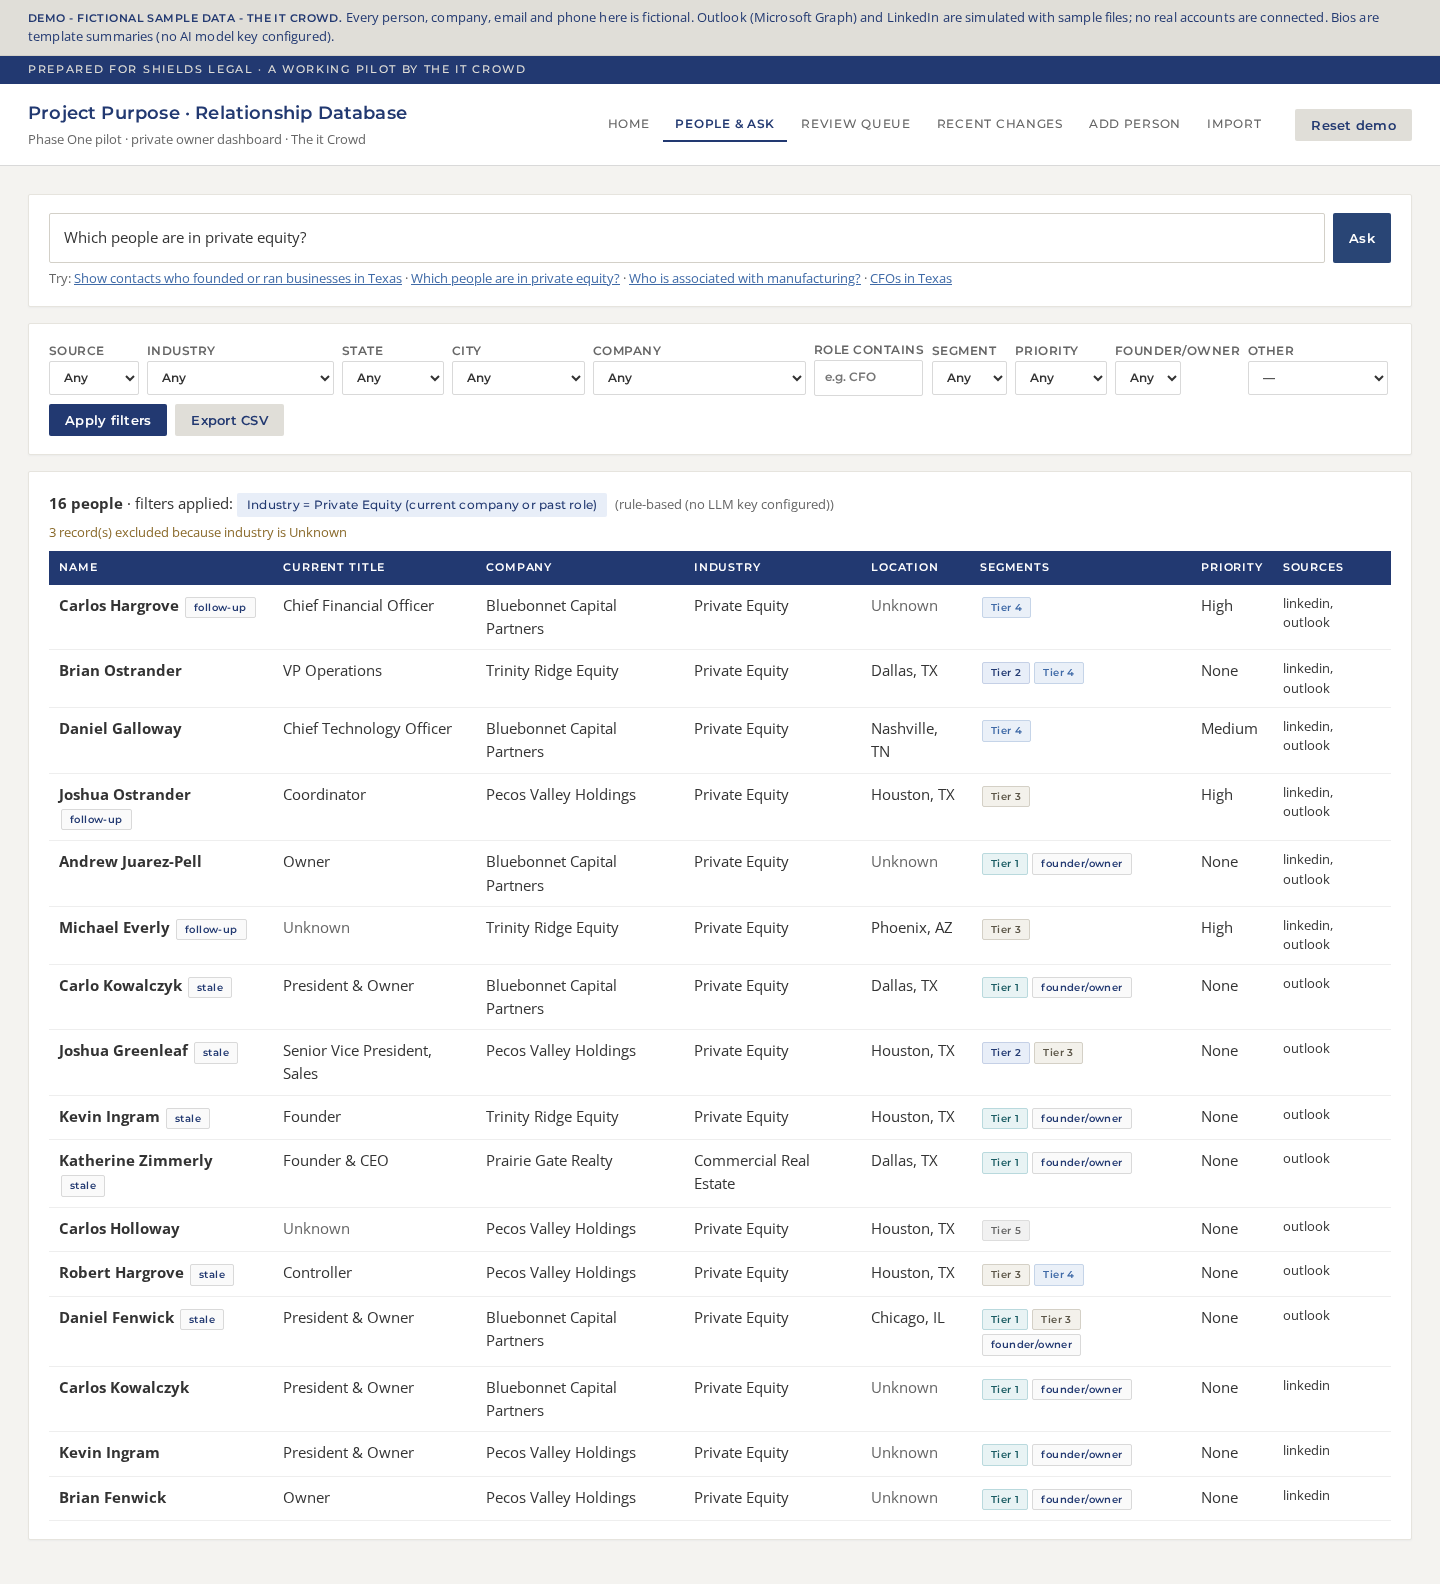 DEMO - FICTIONAL SAMPLE DATA - THE IT CROWD. Every person, company, email and phone here is fictional. Outlook (Microsoft Graph) and LinkedIn are simulated with sample files; no real accounts are connected. Bios are
template summaries (no AI model key configured).
PREPARED FOR SHIELDS LEGAL · A WORKING PILOT BY THE IT CROWD
Project Purpose · Relationship Database
Phase One pilot · private owner dashboard · The it Crowd
HOME PEOPLE & ASK REVIEW QUEUE RECENT CHANGES ADD PERSON IMPORT Reset demo
Which people are in private equity? Ask
Try: Show contacts who founded or ran businesses in Texas · Which people are in private equity? · Who is associated with manufacturing? · CFOs in Texas
SOURCE INDUSTRY STATE CITY COMPANY ROLE CONTAINS SEGMENT PRIORITY FOUNDER/OWNER OTHER
Any Any Any Any Any e.g. CFO Any Any Any —
Apply filters Export CSV
16 people · filters applied: Industry = Private Equity (current company or past role) (rule-based (no LLM key configured))
3 record(s) excluded because industry is Unknown
NAME CURRENT TITLE COMPANY INDUSTRY LOCATION SEGMENTS PRIORITY SOURCES
Carlos Hargrove follow-up Chief Financial Officer Bluebonnet Capital Private Equity Unknown Tier 4 High linkedin,
Partners outlook
Brian Ostrander VP Operations Trinity Ridge Equity Private Equity Dallas, TX Tier 2 Tier 4 None linkedin,
outlook
Daniel Galloway Chief Technology Officer Bluebonnet Capital Private Equity Nashville, Tier 4 Medium linkedin,
Partners TN outlook
Joshua Ostrander Coordinator Pecos Valley Holdings Private Equity Houston, TX Tier 3 High linkedin,
follow-up outlook
Andrew Juarez-Pell Owner Bluebonnet Capital Private Equity Unknown Tier 1 founder/owner None linkedin,
Partners outlook
Michael Everly follow-up Unknown Trinity Ridge Equity Private Equity Phoenix, AZ Tier 3 High linkedin,
outlook
Carlo Kowalczyk stale President & Owner Bluebonnet Capital Private Equity Dallas, TX Tier 1 founder/owner None outlook
Partners
Joshua Greenleaf stale Senior Vice President, Pecos Valley Holdings Private Equity Houston, TX Tier 2 Tier 3 None outlook
Sales
Kevin Ingram stale Founder Trinity Ridge Equity Private Equity Houston, TX Tier 1 founder/owner None outlook
Katherine Zimmerly Founder & CEO Prairie Gate Realty Commercial Real Dallas, TX Tier 1 founder/owner None outlook
stale Estate
Carlos Holloway Unknown Pecos Valley Holdings Private Equity Houston, TX Tier 5 None outlook
Robert Hargrove stale Controller Pecos Valley Holdings Private Equity Houston, TX Tier 3 Tier 4 None outlook
Daniel Fenwick stale President & Owner Bluebonnet Capital Private Equity Chicago, IL Tier 1 Tier 3 None outlook
Partners founder/owner
Carlos Kowalczyk President & Owner Bluebonnet Capital Private Equity Unknown Tier 1 founder/owner None linkedin
Partners
Kevin Ingram President & Owner Pecos Valley Holdings Private Equity Unknown Tier 1 founder/owner None linkedin
Brian Fenwick Owner Pecos Valley Holdings Private Equity Unknown Tier 1 founder/owner None linkedin